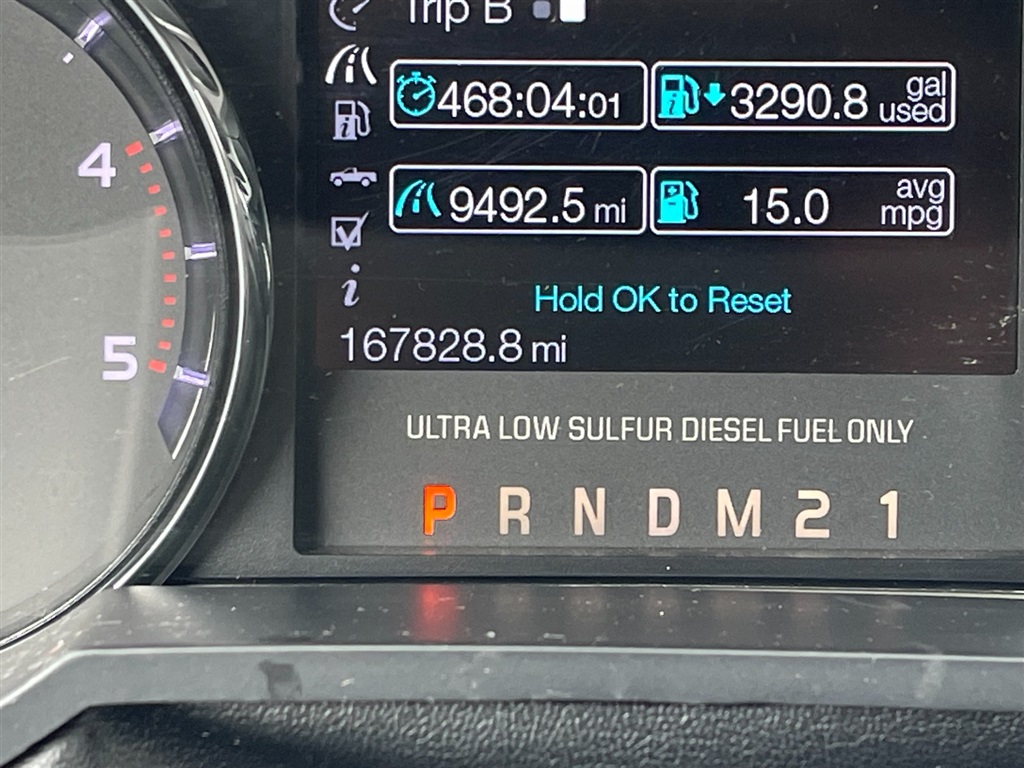 Trip B
468:04:01
3290.8 gal used
9492.5 mi
15.0 avg mpg
Hold OK to Reset
167828.8 mi
4
5
ULTRA LOW SULFUR DIESEL FUEL ONLY
P R N D M 2 1